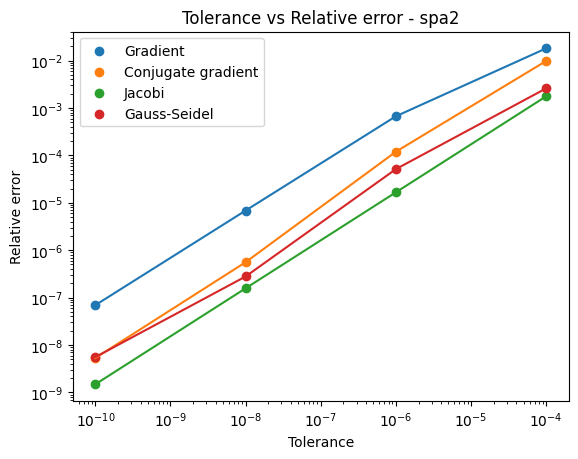 Tolerance vs Relative error - spa2
Gradient
Conjugate gradient
Jacobi
Gauss-Seidel
Relative error
10⁻²
10⁻³
10⁻⁴
10⁻⁵
10⁻⁶
10⁻⁷
10⁻⁸
10⁻⁹
10⁻¹⁰ 10⁻⁹ 10⁻⁸ 10⁻⁷ 10⁻⁶ 10⁻⁵ 10⁻⁴
Tolerance